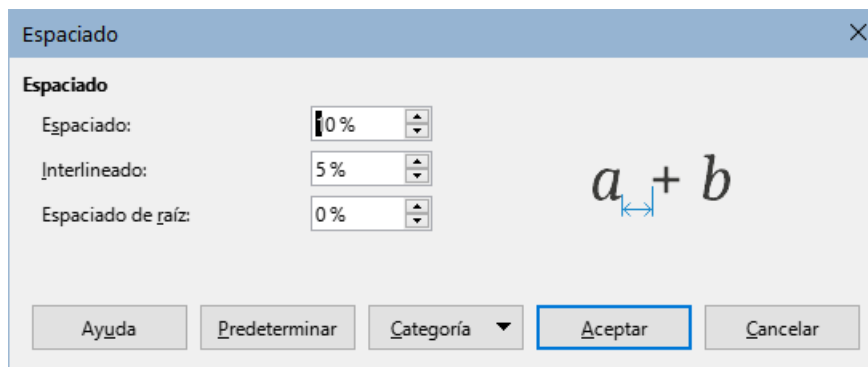 Espaciado
Espaciado
Espaciado: 10 %
Interlineado: 5 %
Espaciado de raíz: 0 %
a + b
Ayuda Predeterminar Categoría Aceptar Cancelar